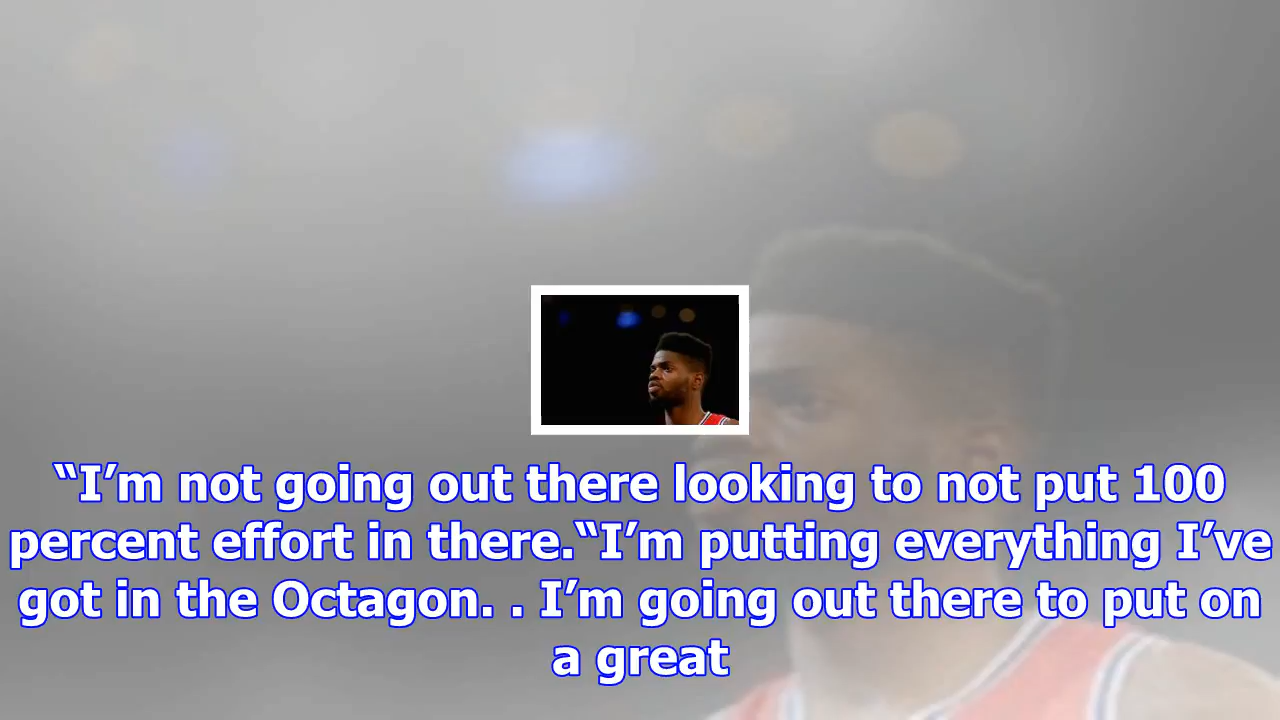 “I’m not going out there looking to not put 100
percent effort in there.“I’m putting everything I’ve
got in the Octagon. . I’m going out there to put on
a great